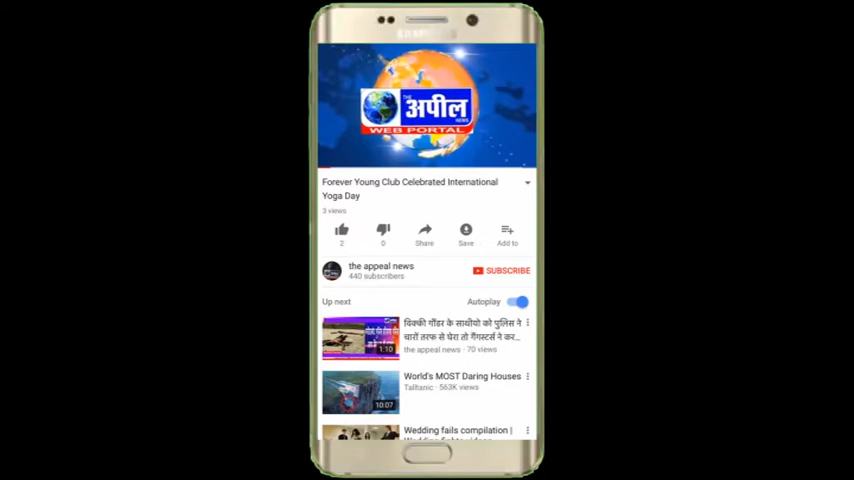 SAMSUNG
THE
अपील
NEWS
WEB PORTAL
Forever Young Club Celebrated International
Yoga Day
3 views
2
0
Share
Save
Add to
the appeal news
440 subscribers
SUBSCRIBE
Up next
Autoplay
विक्की गौंडर के साथीयो को पुलिस ने
चारों तरफ से घेरा तो गैंगस्टर्स ने कर...
the appeal news · 70 views
1:10
World's MOST Daring Houses
Talltanic · 563K views
10:07
Wedding fails compilation |